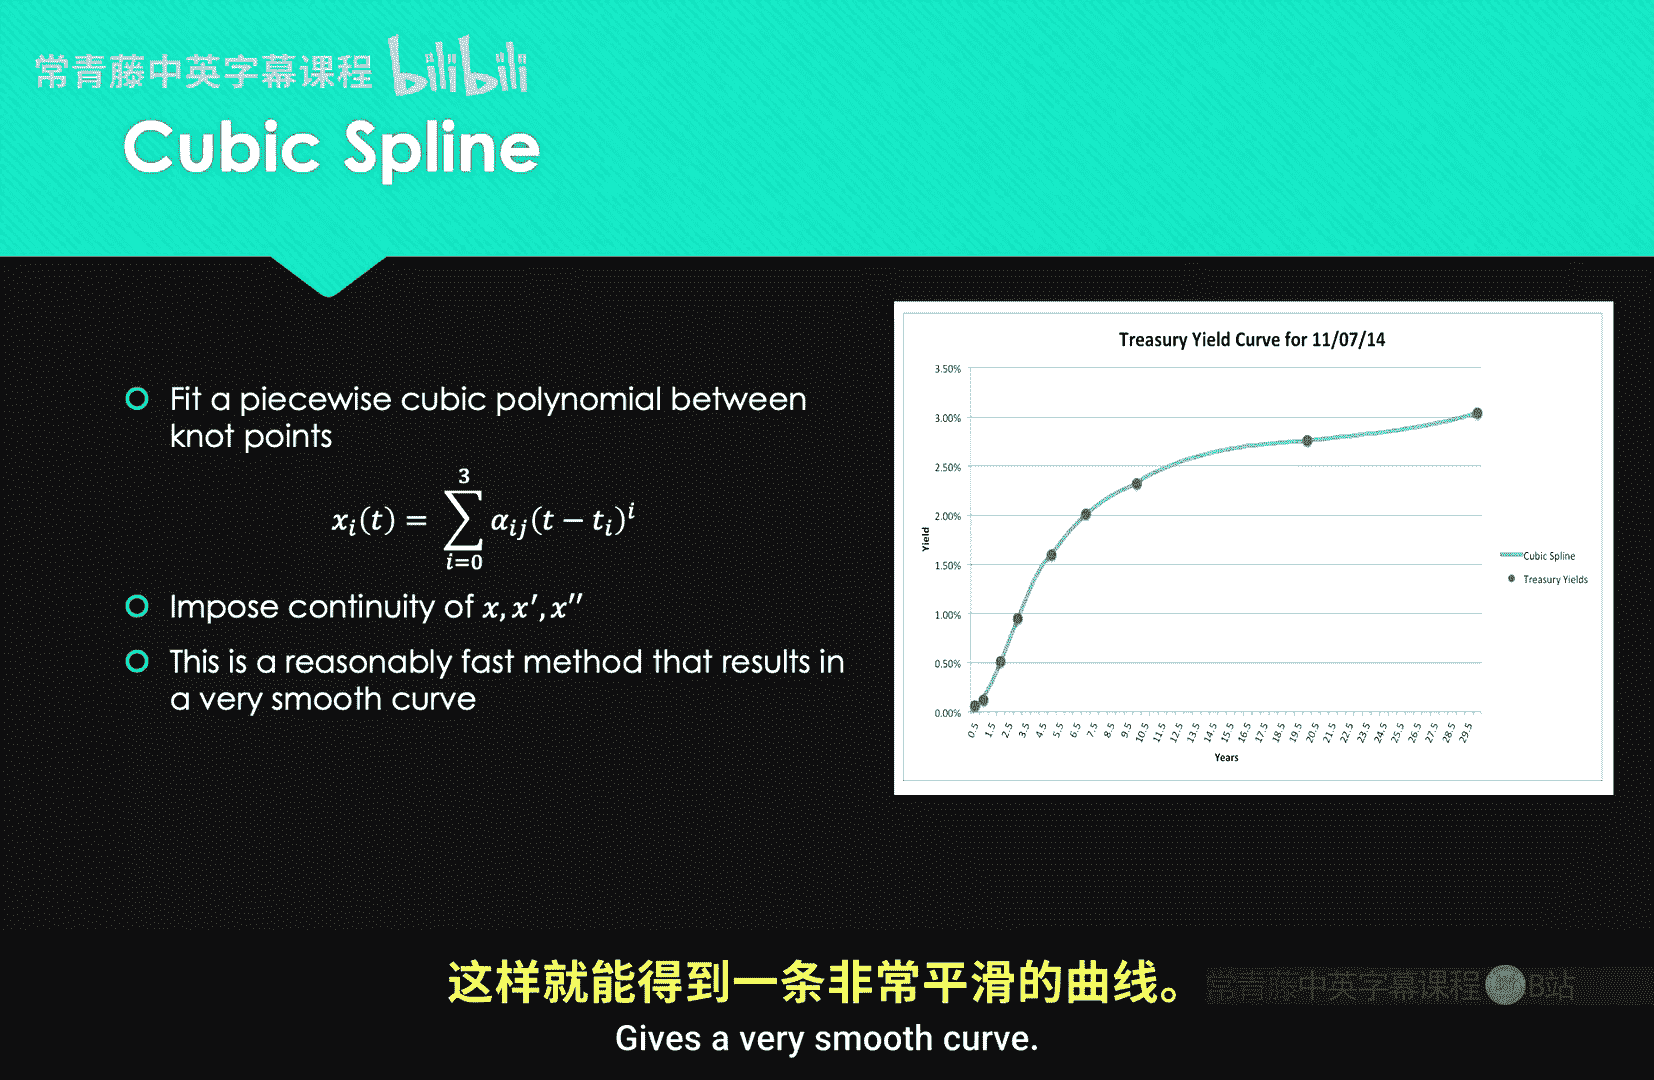 常青藤中英字幕课程 bilibili
Cubic Spline
Fit a piecewise cubic polynomial between
knot points
3
xᵢ(t) = ∑ αᵢⱼ(t − tᵢ)ⁱ
i=0
Impose continuity of x, x′, x″
This is a reasonably fast method that results in
a very smooth curve
Treasury Yield Curve for 11/07/14
3.50%
3.00%
2.50%
2.00%
1.50%
1.00%
0.50%
0.00%
Yield
0.5 1.5 2.5 3.5 4.5 5.5 6.5 7.5 8.5 9.5 10.5 11.5 12.5 13.5 14.5 15.5 16.5 17.5 18.5 19.5 20.5 21.5 22.5 23.5 24.5 25.5 26.5 27.5 28.5 29.5
Years
Cubic Spline
Treasury Yields
这样就能得到一条非常平滑的曲线。
常青藤中英字幕课程 B站
Gives a very smooth curve.